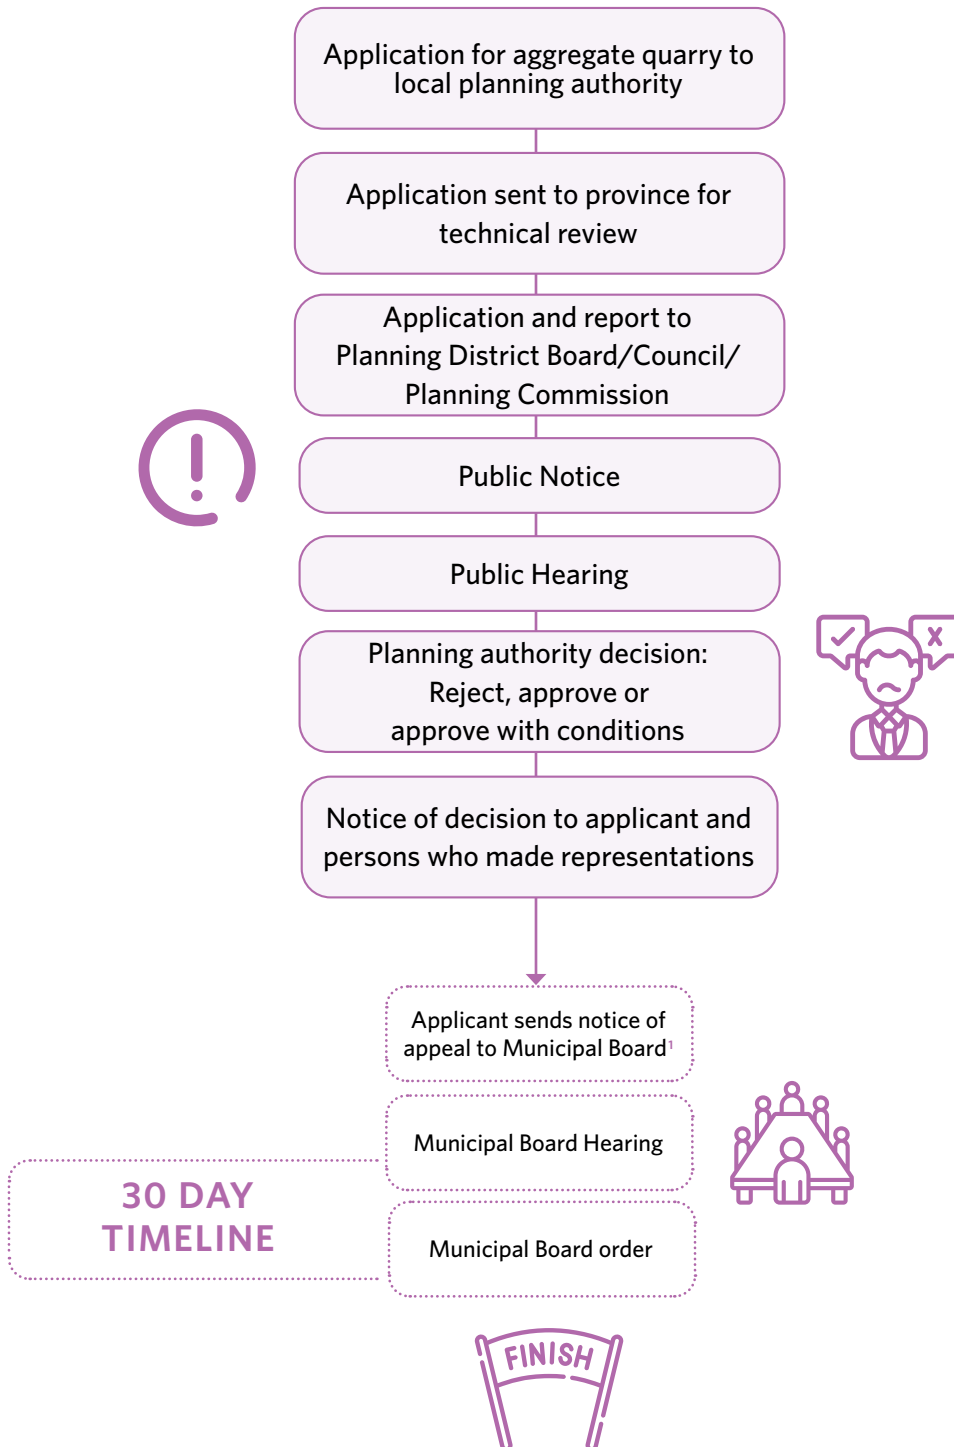 Application for aggregate quarry to
local planning authority
Application sent to province for
technical review
Application and report to
Planning District Board/Council/
Planning Commission
Public Notice
Public Hearing
Planning authority decision:
Reject, approve or
approve with conditions
Notice of decision to applicant and
persons who made representations
Applicant sends notice of
appeal to Municipal Board¹
Municipal Board Hearing
30 DAY
TIMELINE
Municipal Board order
FINISH